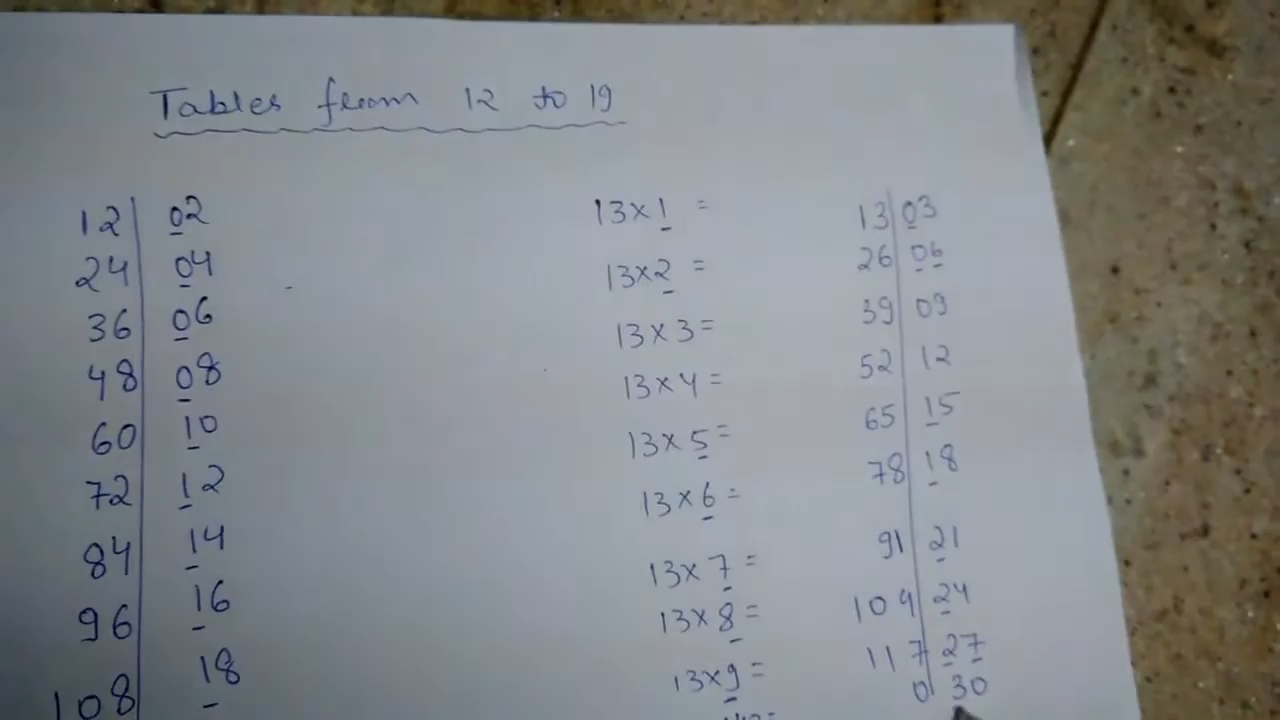 Tables from 12 to 19
12 02 13x1 = 13 03
24 04 13x2 = 26 06
36 06 13x3= 39 09
48 08 13x4= 52 12
60 10 13x5= 65 15
72 12 13x6= 78 18
84 14 13x7= 91 21
96 16 13x8= 104 24
108 18 13x9= 117 27
0 30